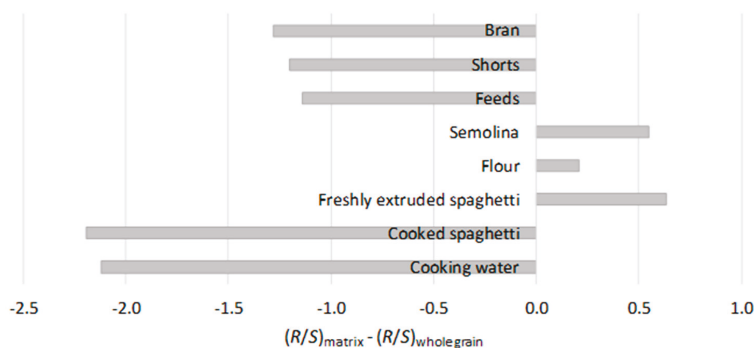 Bran
Shorts
Feeds
Semolina
Flour
Freshly extruded spaghetti
Cooked spaghetti
Cooking water
-2.5 -2.0 -1.5 -1.0 -0.5 0.0 0.5 1.0
(R/S)matrix - (R/S)wholegrain